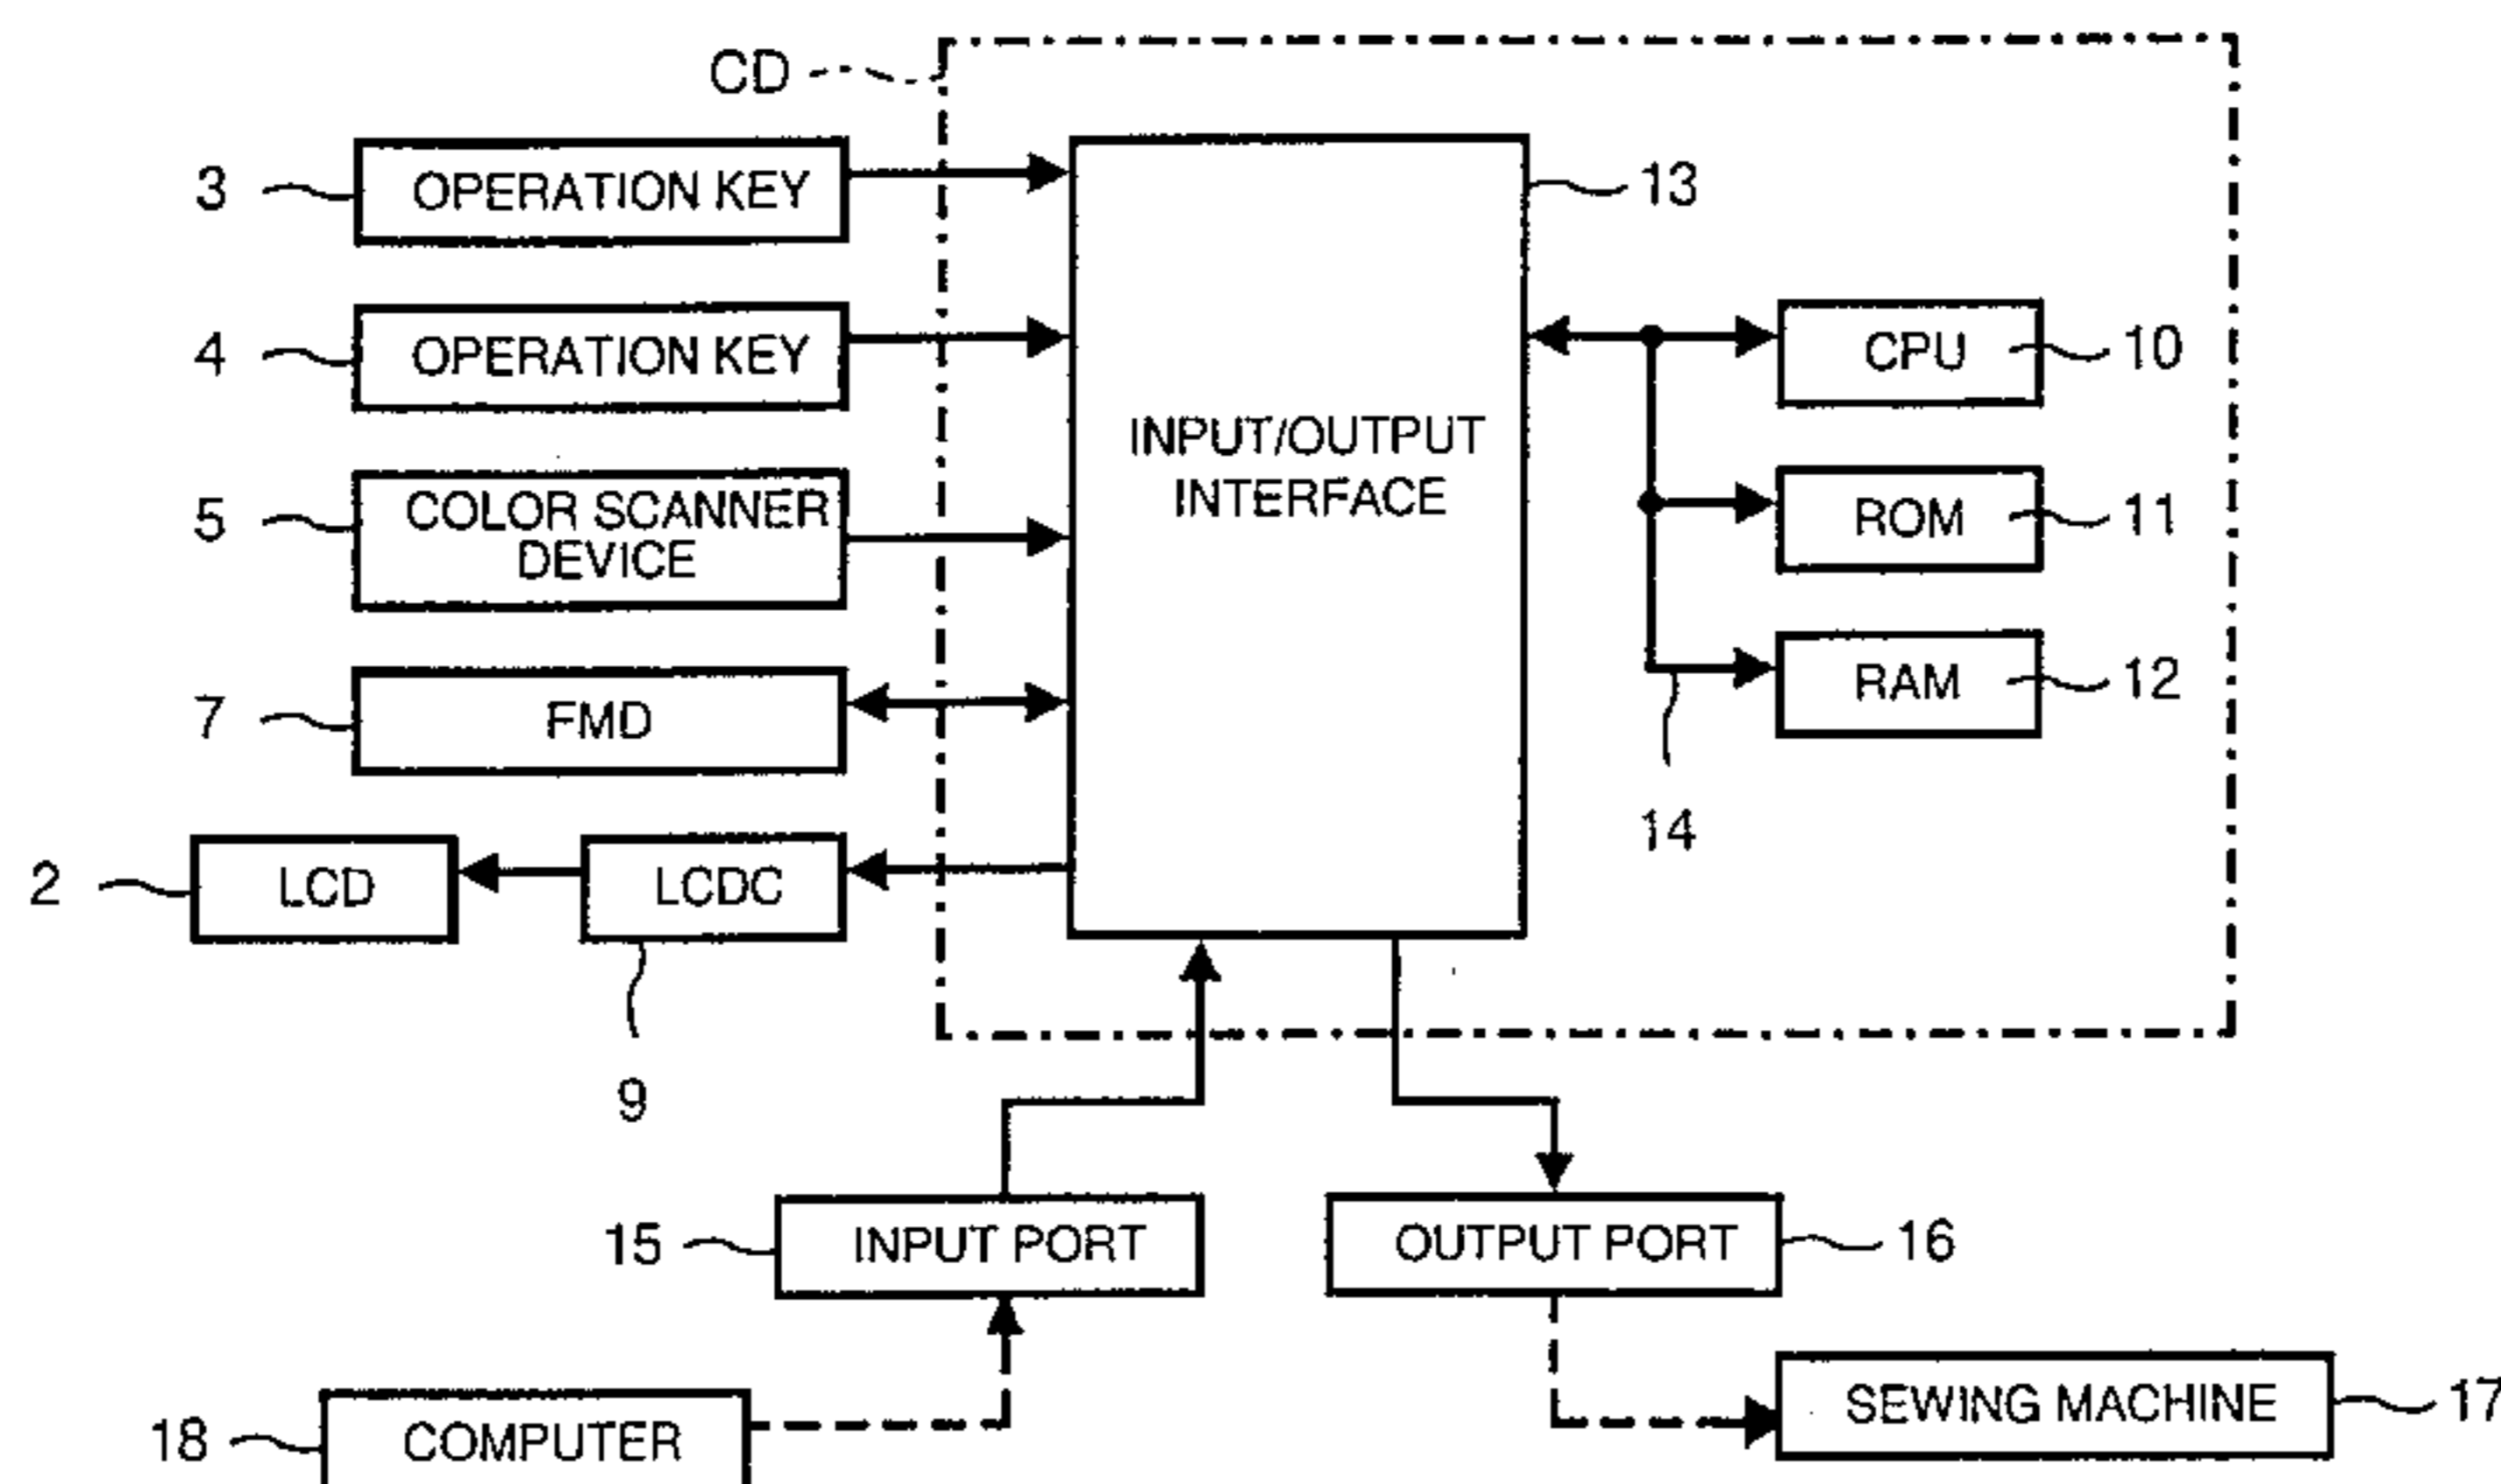 CD
3 OPERATION KEY
13
4 OPERATION KEY
CPU 10
INPUT/OUTPUT
INTERFACE
5 COLOR SCANNER
DEVICE
ROM 11
7 FMD
RAM 12
14
2 LCD
LCDC
9
15 INPUT PORT
OUTPUT PORT 16
SEWING MACHINE 17
18 COMPUTER